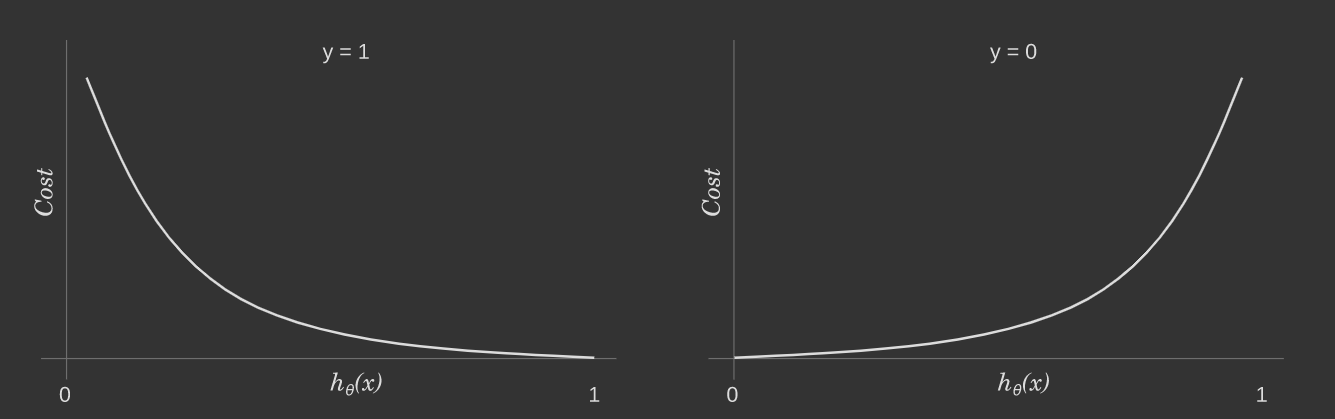 y = 1
Cost
hθ(x)
0
1
y = 0
Cost
hθ(x)
0
1